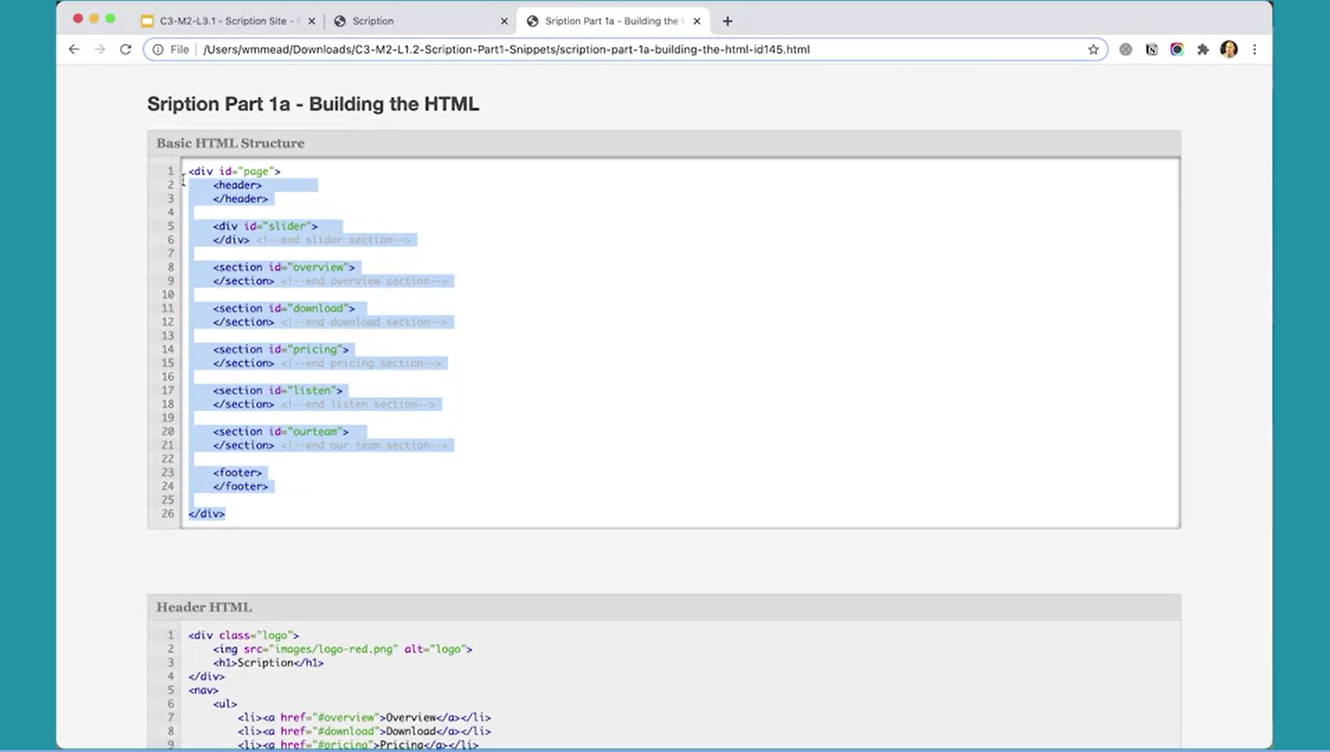 C3-M2-L3.1 - Scription Site -
Scription
Sription Part 1a - Building the
File
/Users/wmmead/Downloads/C3-M2-L1.2-Scription-Part1-Snippets/scription-part-1a-building-the-html-id145.html
Sription Part 1a - Building the HTML
Basic HTML Structure
1 <div id="page">
2 <header>
3 </header>
4
5 <div id="slider">
6 </div> <!--end slider section-->
7
8 <section id="overview">
9 </section> <!--end overview section-->
10
11 <section id="download">
12 </section> <!--end download section-->
13
14 <section id="pricing">
15 </section> <!--end pricing section-->
16
17 <section id="listen">
18 </section> <!--end listen section-->
19
20 <section id="ourteam">
21 </section> <!--end our team section-->
22
23 <footer>
24 </footer>
25
26 </div>
Header HTML
1 <div class="logo">
2 <img src="images/logo-red.png" alt="logo">
3 <h1>Scription</h1>
4 </div>
5 <nav>
6 <ul>
7 <li><a href="#overview">Overview</a></li>
8 <li><a href="#download">Download</a></li>
9 <li><a href="#pricing">Pricing</a></li>